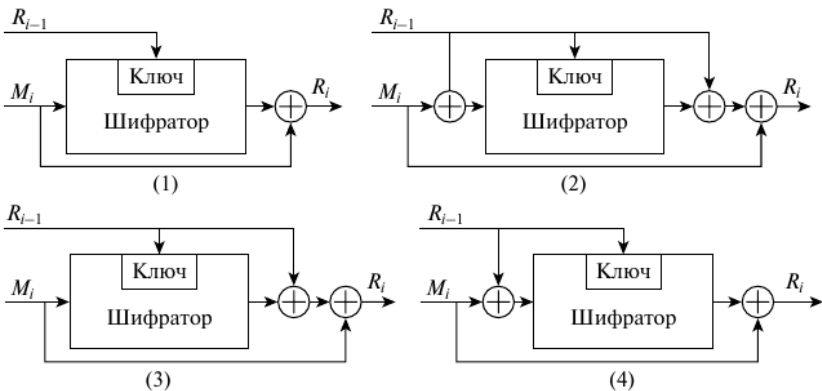 R_{i−1}
Ключ
M_i
Шифратор
R_i
(1)
R_{i−1}
Ключ
M_i
Шифратор
R_i
(2)
R_{i−1}
Ключ
M_i
Шифратор
R_i
(3)
R_{i−1}
Ключ
M_i
Шифратор
R_i
(4)